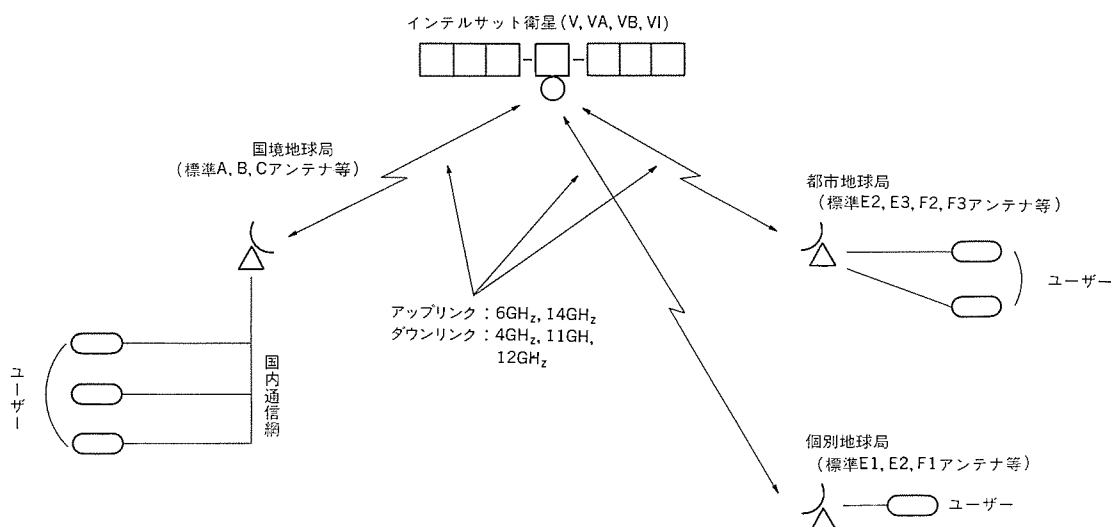 インテルサット衛星(V, VA, VB, VI)
国境地球局
(標準A, B, Cアンテナ等)
都市地球局
(標準E2, E3, F2, F3アンテナ等)
ユーザー
アップリンク:6GHz, 14GHz
ダウンリンク:4GHz, 11GH,
12GHz
国内通信網
ユーザー
個別地球局
(標準E1, E2, F1アンテナ等)
ユーザー